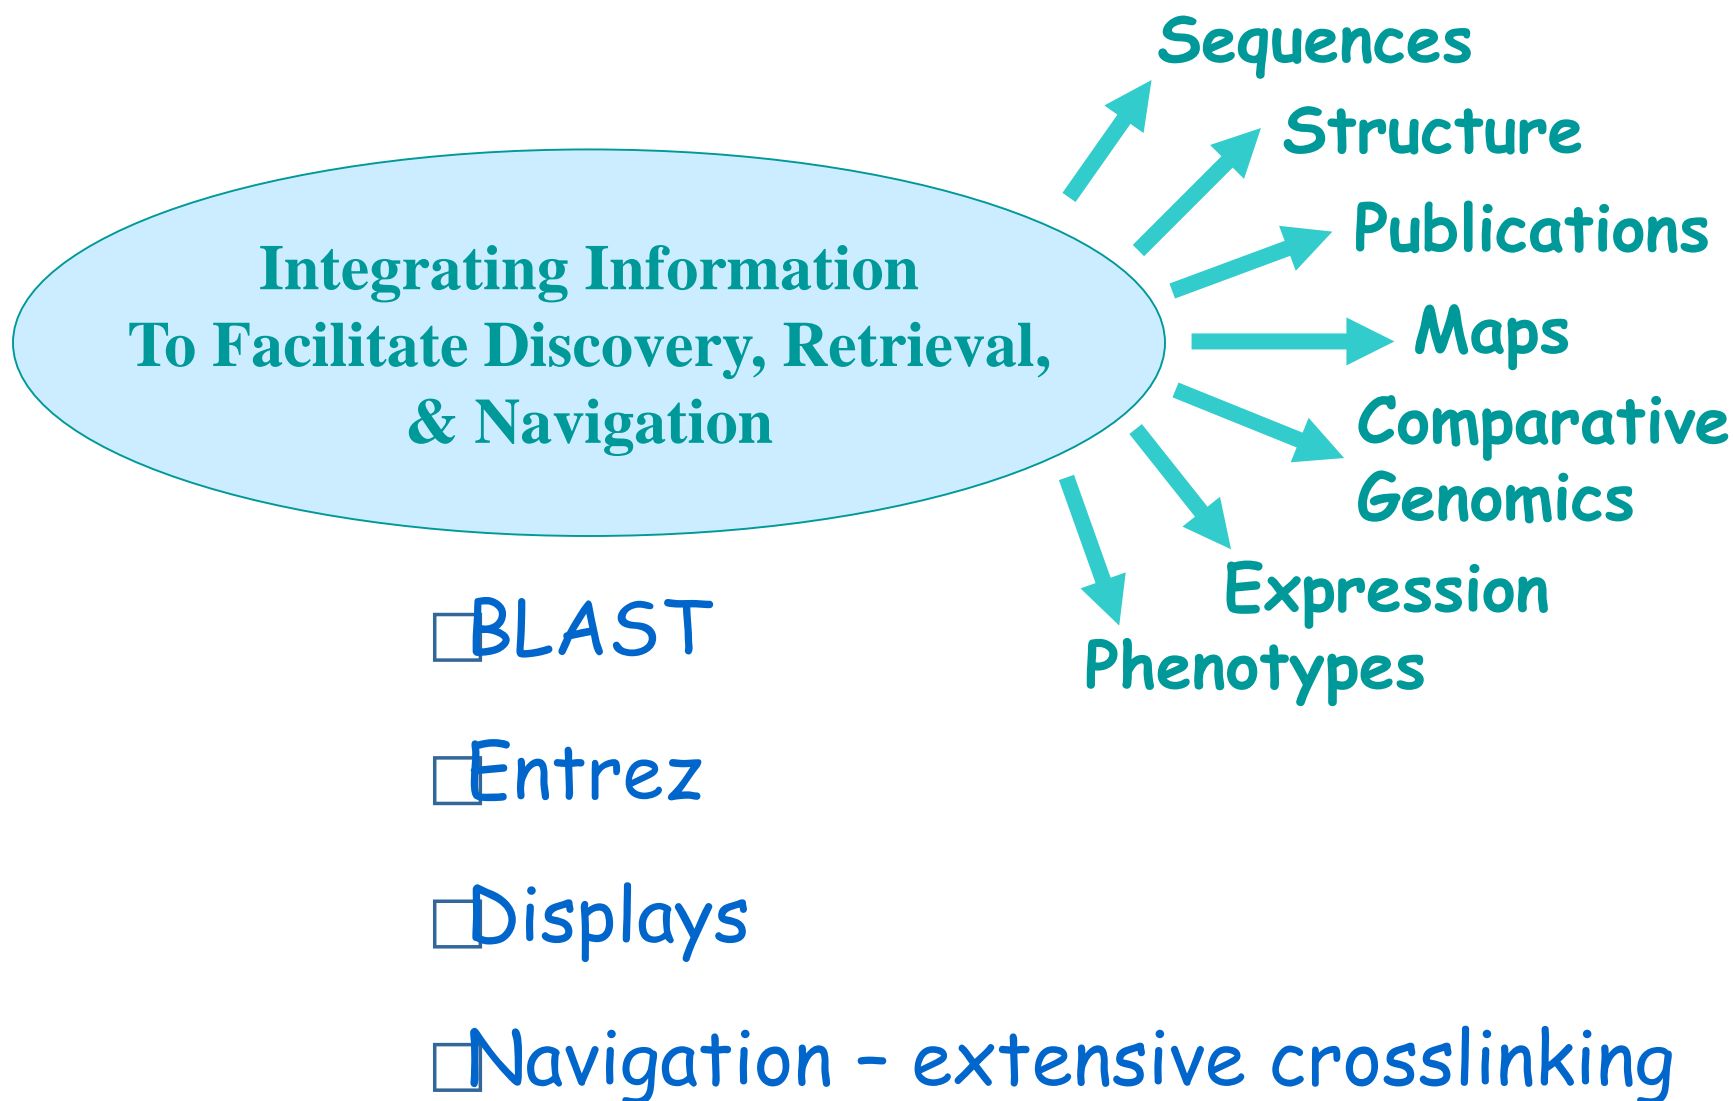 Sequences
Structure
Publications
Integrating Information
To Facilitate Discovery, Retrieval,
& Navigation
Maps
Comparative
Genomics
Expression
Phenotypes
BLAST
Entrez
Displays
Navigation – extensive crosslinking